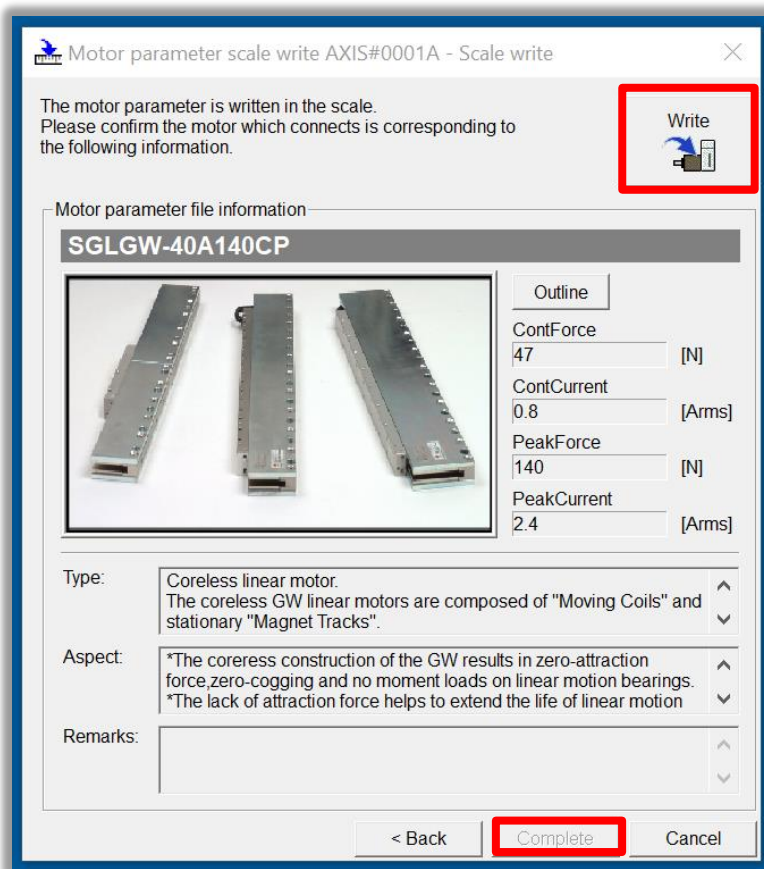 Motor parameter scale write AXIS#0001A - Scale write
The motor parameter is written in the scale.
Please confirm the motor which connects is corresponding to
the following information.
Write
Motor parameter file information
SGLGW-40A140CP
Outline
ContForce
47 [N]
ContCurrent
0.8 [Arms]
PeakForce
140 [N]
PeakCurrent
2.4 [Arms]
Type:
Coreless linear motor.
The coreless GW linear motors are composed of "Moving Coils" and
stationary "Magnet Tracks".
Aspect:
*The coreress construction of the GW results in zero-attraction
force,zero-cogging and no moment loads on linear motion bearings.
*The lack of attraction force helps to extend the life of linear motion
Remarks:
< Back Complete Cancel